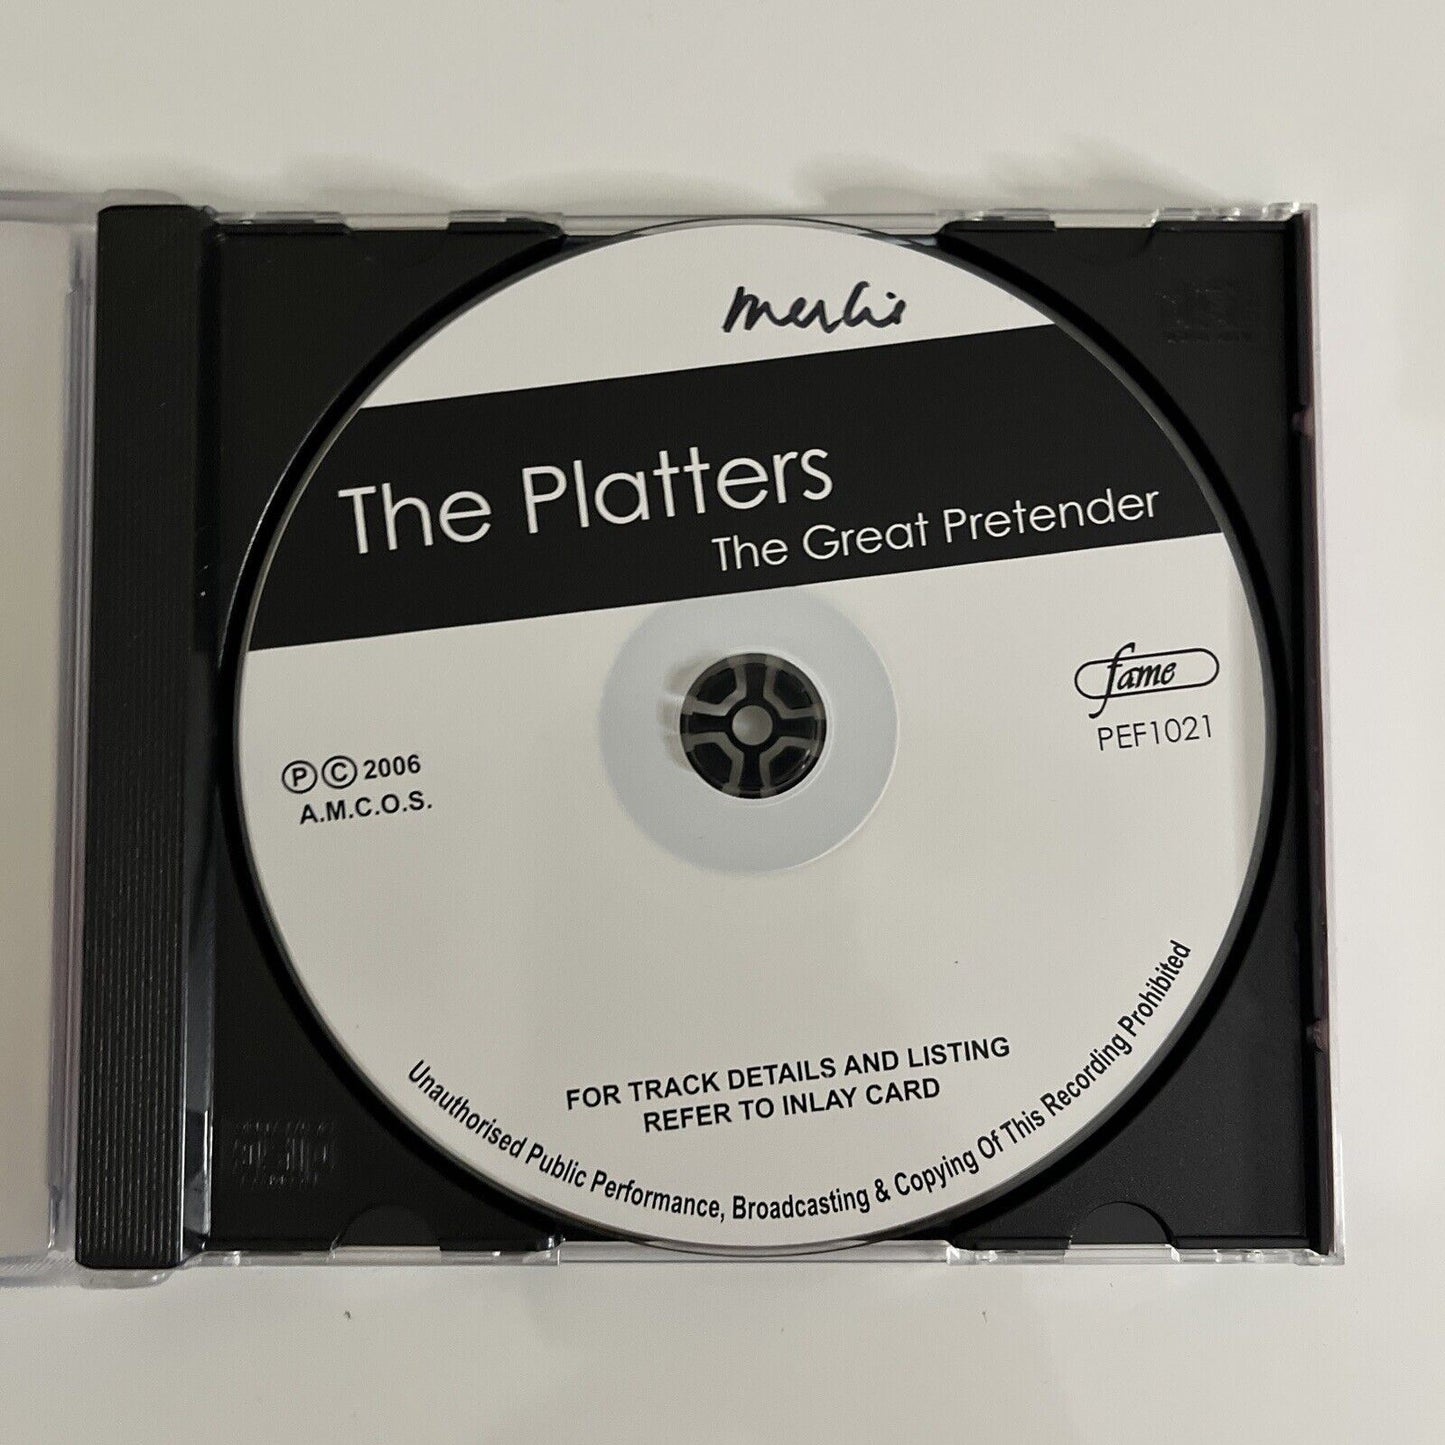 The Platters
The Great Pretender
fame
PEF1021
Ⓟ Ⓒ 2006
A.M.C.O.S.
FOR TRACK DETAILS AND LISTING
REFER TO INLAY CARD
Unauthorised Public Performance, Broadcasting & Copying Of This Recording Prohibited